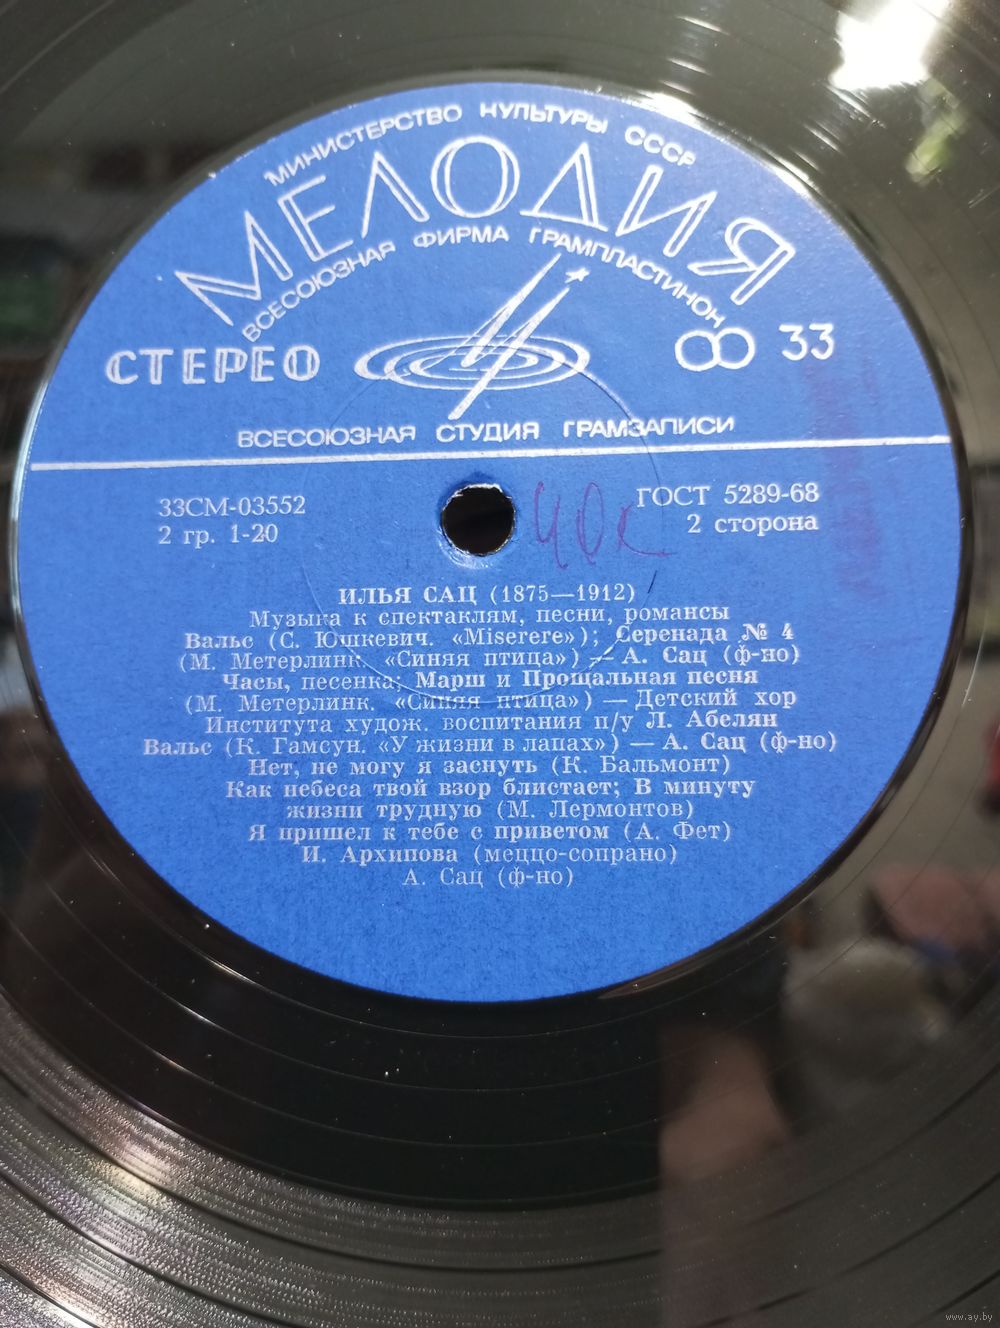 МИНИСТЕРСТВО КУЛЬТУРЫ СССР
МЕЛОДИЯ
ВСЕСОЮЗНАЯ ФИРМА ГРАМПЛАСТИНОК
СТЕРЕО
33
ВСЕСОЮЗНАЯ СТУДИЯ ГРАМЗАПИСИ
33СМ-03552
ГОСТ 5289-68
2 гр. 1-20
2 сторона
40к
ИЛЬЯ САЦ (1875—1912)
Музыка к спектаклям, песни, романсы
Вальс (С. Юшкевич. «Miserere»); Серенада № 4
(М. Метерлинк. «Синяя птица») — А. Сац (ф-но)
Часы, песенка; Марш и Прощальная песня
(М. Метерлинк. «Синяя птица») — Детский хор
Института худож. воспитания п/у Л. Абелян
Вальс (К. Гамсун. «У жизни в лапах») — А. Сац (ф-но)
Нет, не могу я заснуть (К. Бальмонт)
Как небеса твой взор блистает; В минуту
жизни трудную (М. Лермонтов)
Я пришел к тебе с приветом (А. Фет)
И. Архипова (меццо-сопрано)
А. Сац (ф-но)
www.ay.by